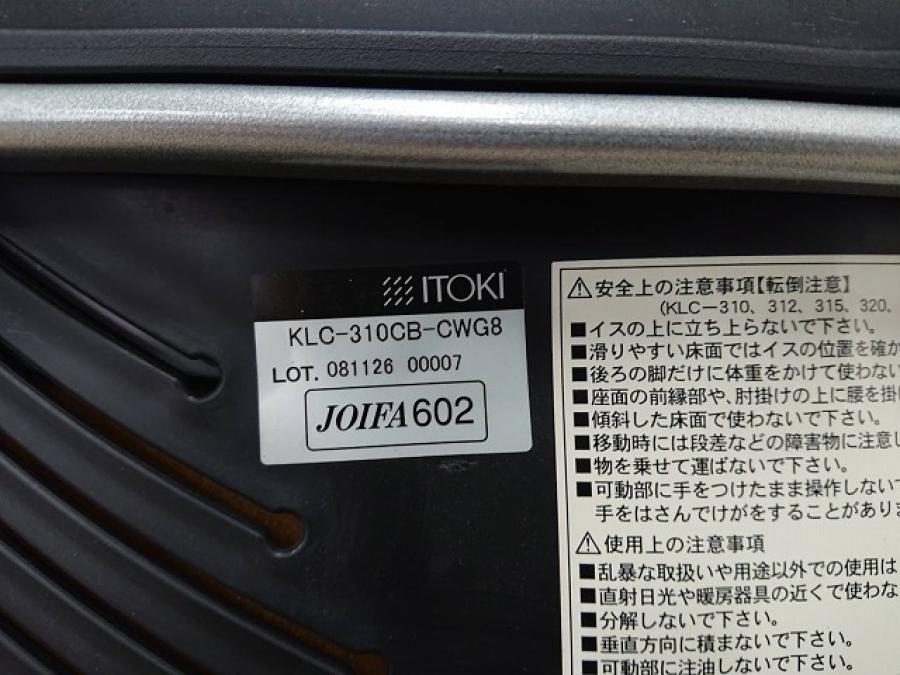 ITOKI
KLC-310CB-CWG8
LOT. 081126 00007
JOIFA602
⚠安全上の注意事項【転倒注意】
(KLC-310、312、315、320、
■イスの上に立ち上らないで下さい。
■滑りやすい床面ではイスの位置を確か
■後ろの脚だけに体重をかけて使わない
■座面の前縁部や、肘掛けの上に腰を掛
■傾斜した床面で使わないで下さい。
■移動時には段差などの障害物に注意し
■物を乗せて運ばないで下さい。
■可動部に手をつけたまま操作しないで
手をはさんでけがをすることがありま
⚠使用上の注意事項
■乱暴な取扱いや用途以外での使用は
■直射日光や暖房器具の近くで使わな
■分解しないで下さい。
■垂直方向に積まないで下さい。
■可動部に注油しないで下さい。